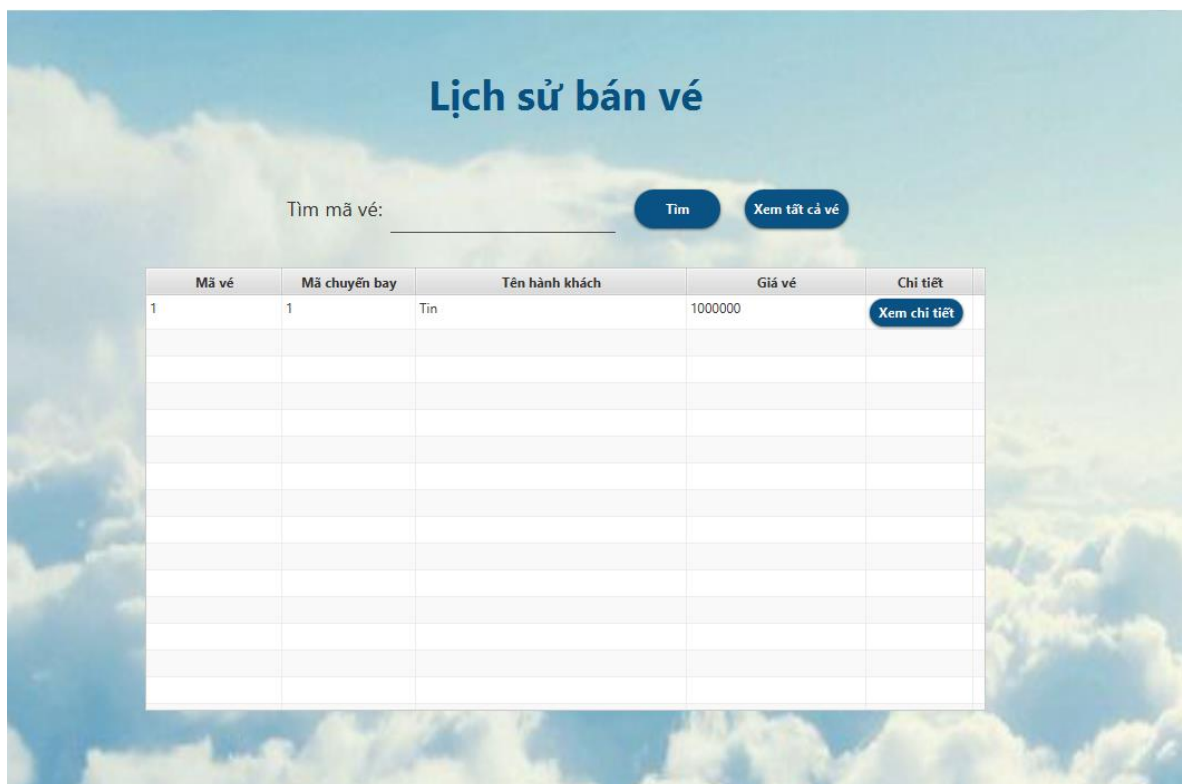 Lịch sử bán vé
Tìm mã vé: Tìm Xem tất cả vé
Mã vé Mã chuyến bay Tên hành khách Giá vé Chi tiết
1 1 Tin 1000000 Xem chi tiết